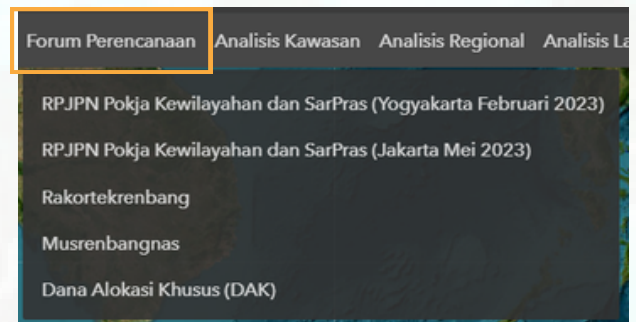 Forum Perencanaan Analisis Kawasan Analisis Regional Analisis
RPJPN Pokja Kewilayahan dan SarPras (Yogyakarta Februari 2023)
RPJPN Pokja Kewilayahan dan SarPras (Jakarta Mei 2023)
Rakortekrenbang
Musrenbangnas
Dana Alokasi Khusus (DAK)